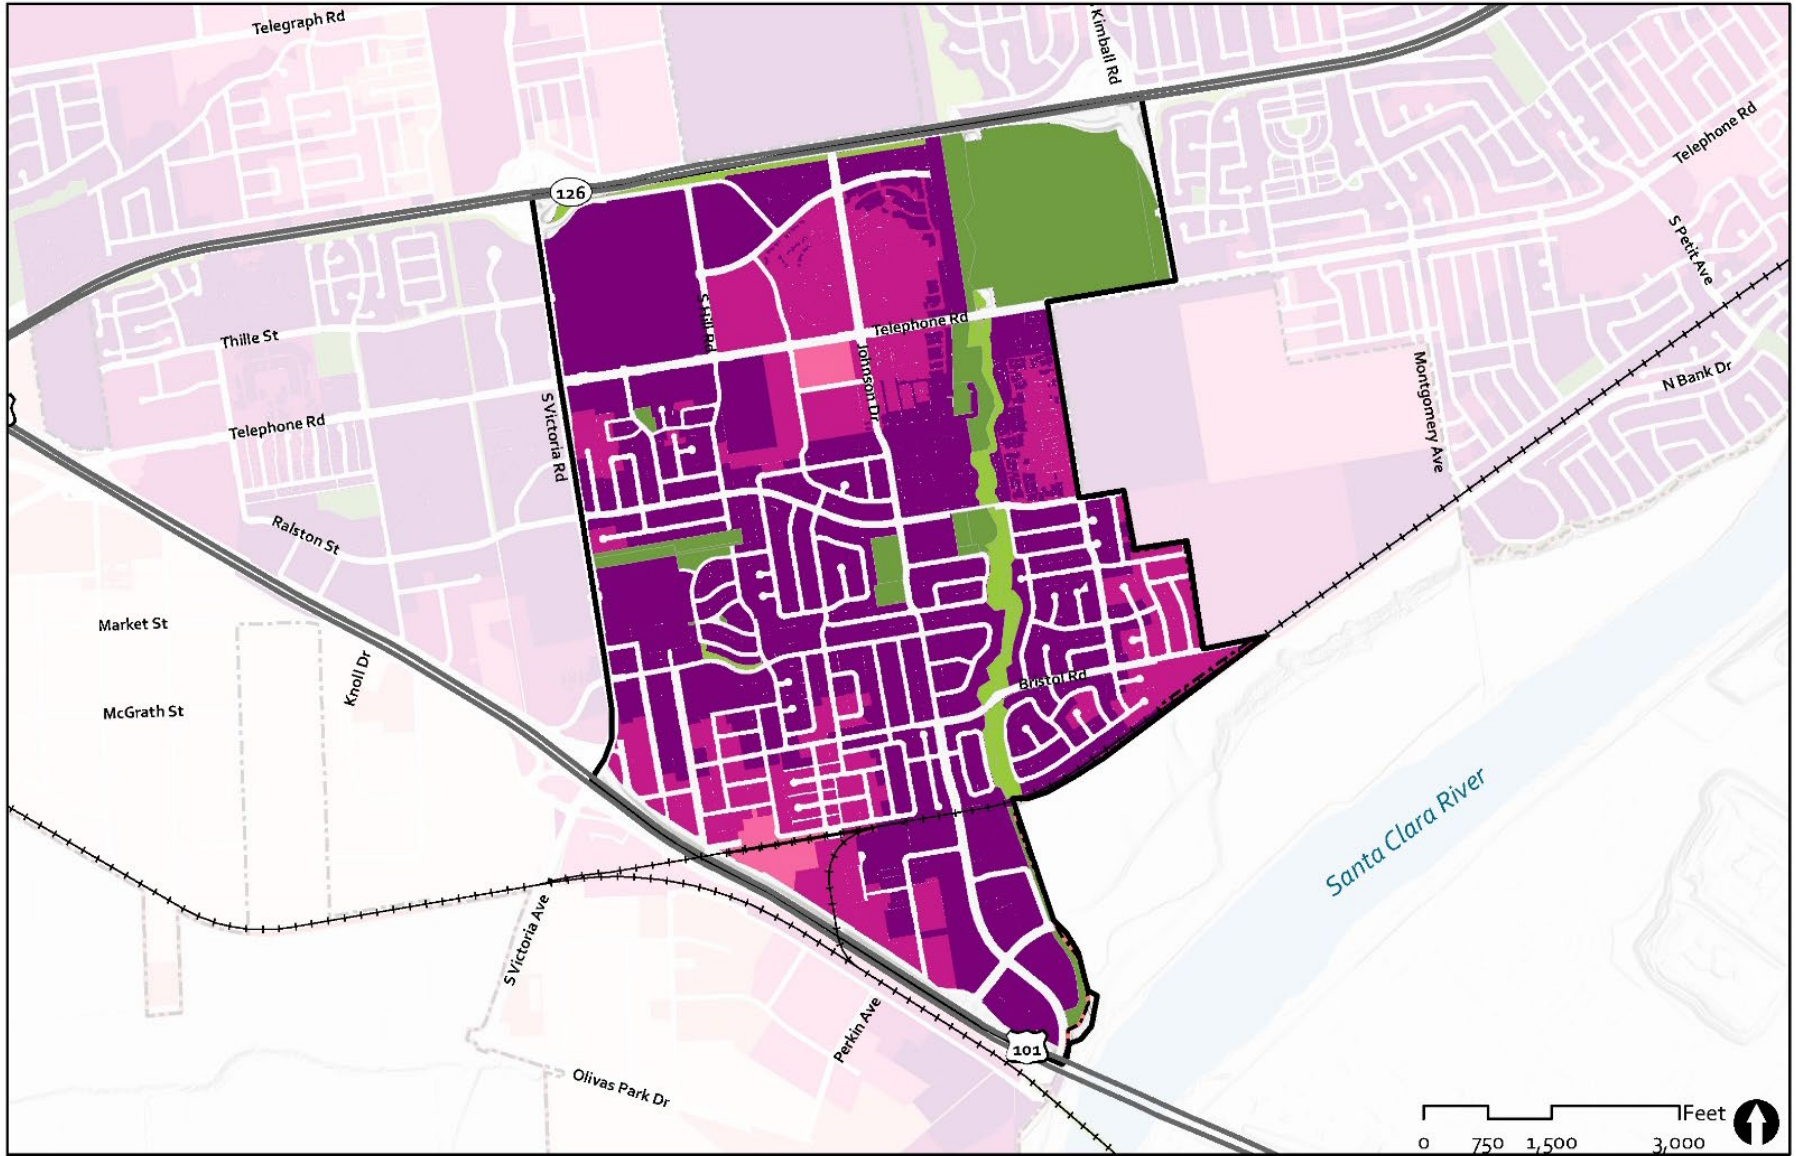 Telegraph Rd
Kimball Rd
Telephone Rd
126
S Petit Ave
S Hill Rd
Telephone Rd
Thille St
Johnson Dr
Montgomery Ave
N Bank Dr
S Victoria Rd
Telephone Rd
Ralston St
Market St
Knoll Dr
Bristol Rd
McGrath St
Santa Clara River
S Victoria Ave
Perkin Ave
101
Olivas Park Dr
Feet
0 750 1,500 3,000